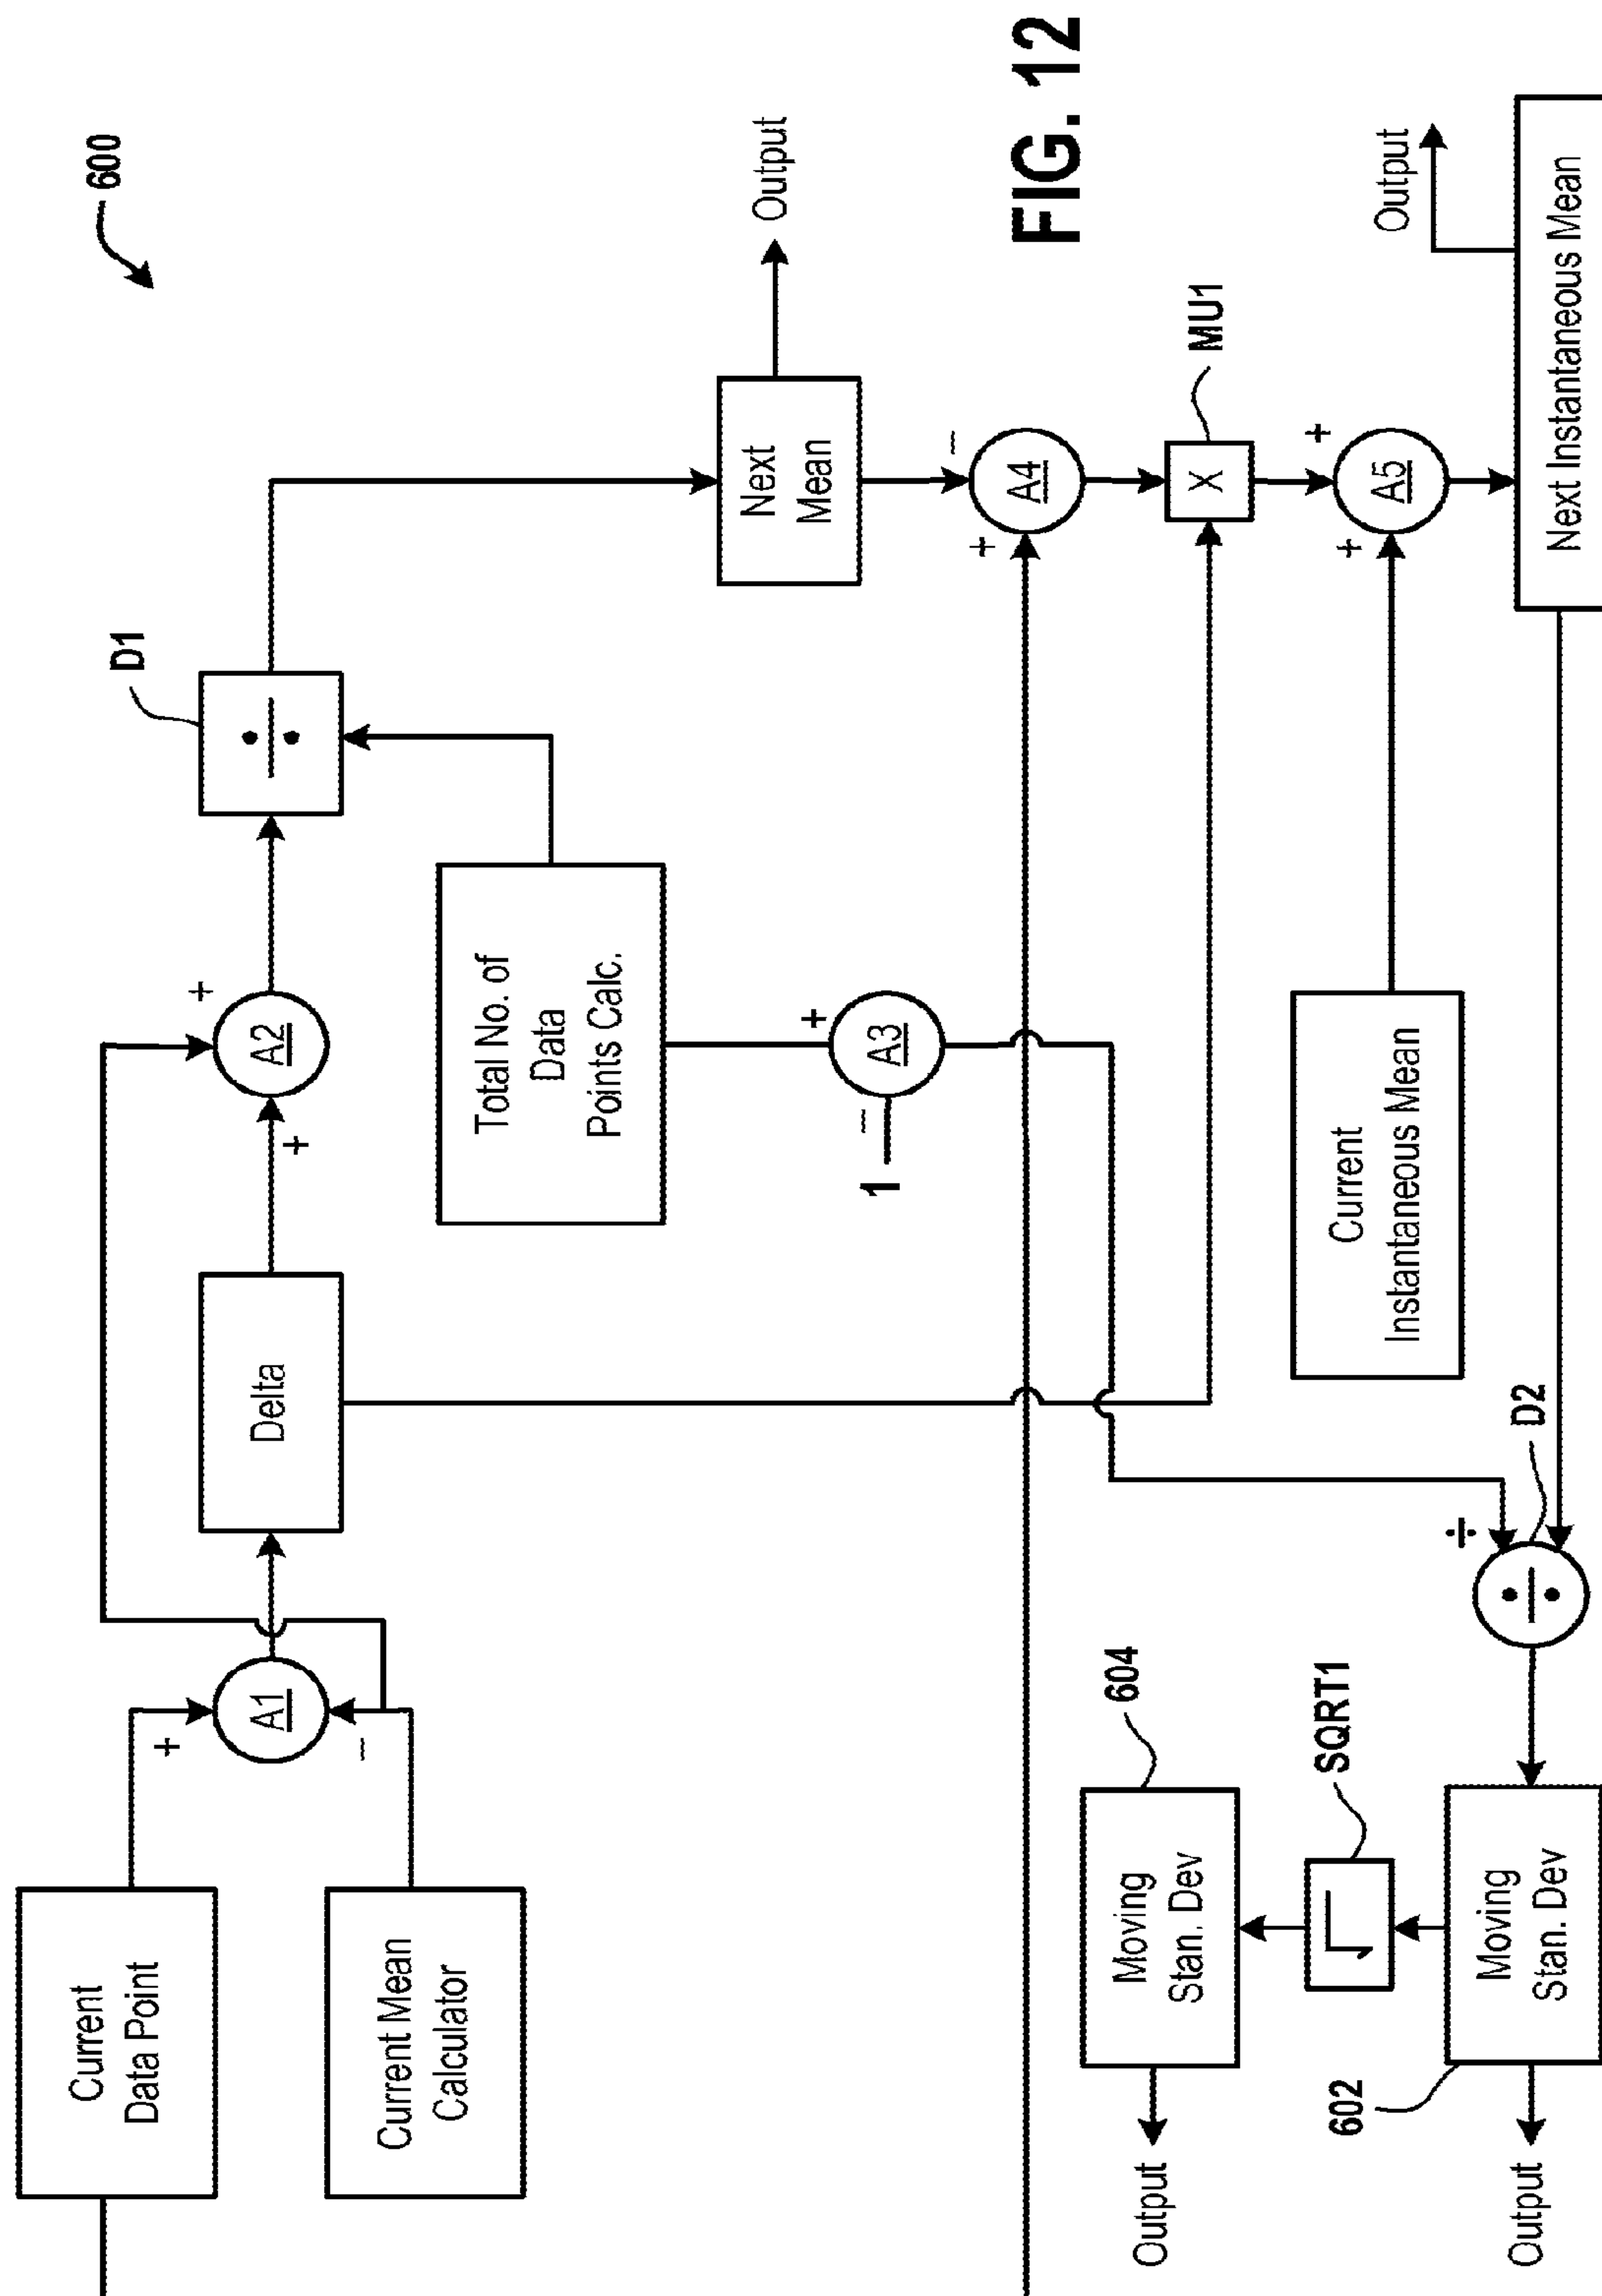 600
Current
Data Point
Current Mean
Calculator
+
−
A1
Delta
+
+
A2
D1
÷
Total No. of
Data
Points Calc.
+
−
1
A3
Next
Mean
Output
−
+
A4
X
MU1
+
+
A5
Current
Instantaneous Mean
Next Instantaneous Mean
Output
÷
÷
D2
Moving
Stan. Dev
602
Output
√
SQRT1
Moving
Stan. Dev
604
Output
FIG. 12